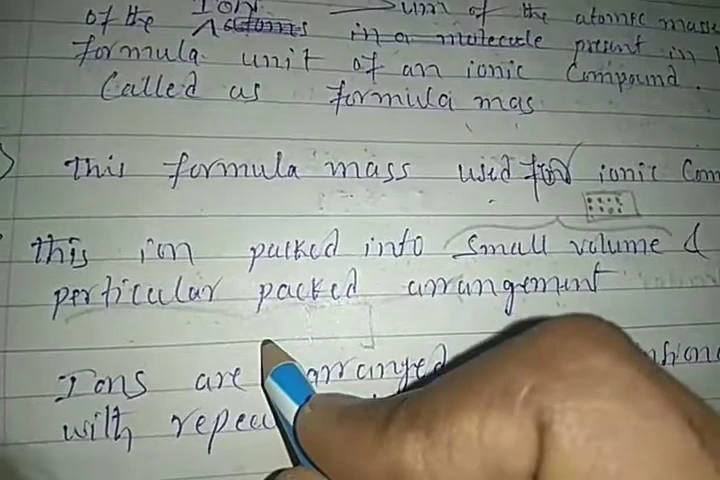 of the Ion Sum of the atomic mass
in a molecule present in
formula unit of an ionic Compound.
Called as formula mas
This formula mass used for ionic Com
this ion packed into small volume &
perticular packed arrangement
Ions are arranged
with